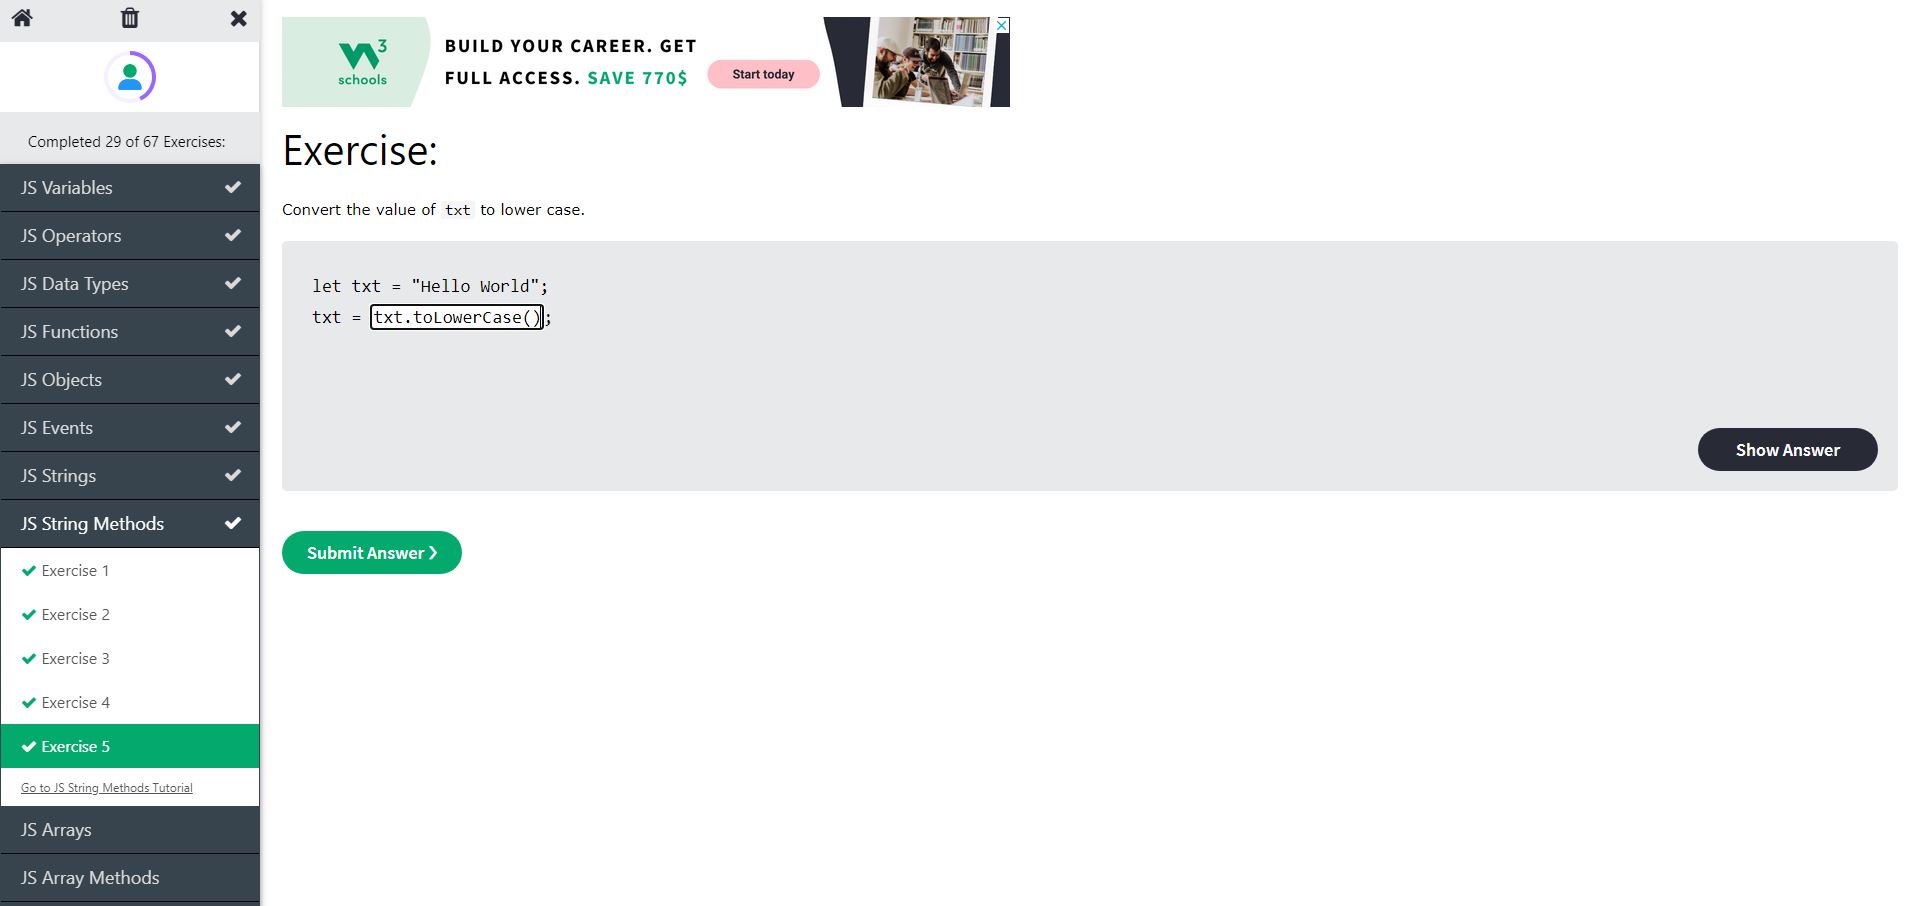 Completed 29 of 67 Exercises:
JS Variables
JS Operators
JS Data Types
JS Functions
JS Objects
JS Events
JS Strings
JS String Methods
Exercise 1
Exercise 2
Exercise 3
Exercise 4
Exercise 5
Go to JS String Methods Tutorial
JS Arrays
JS Array Methods
3
schools
BUILD YOUR CAREER. GET
FULL ACCESS. SAVE 770$
Start today
Exercise:
Convert the value of txt to lower case.
let txt = "Hello World";
txt = txt.toLowerCase();
Show Answer
Submit Answer ❯